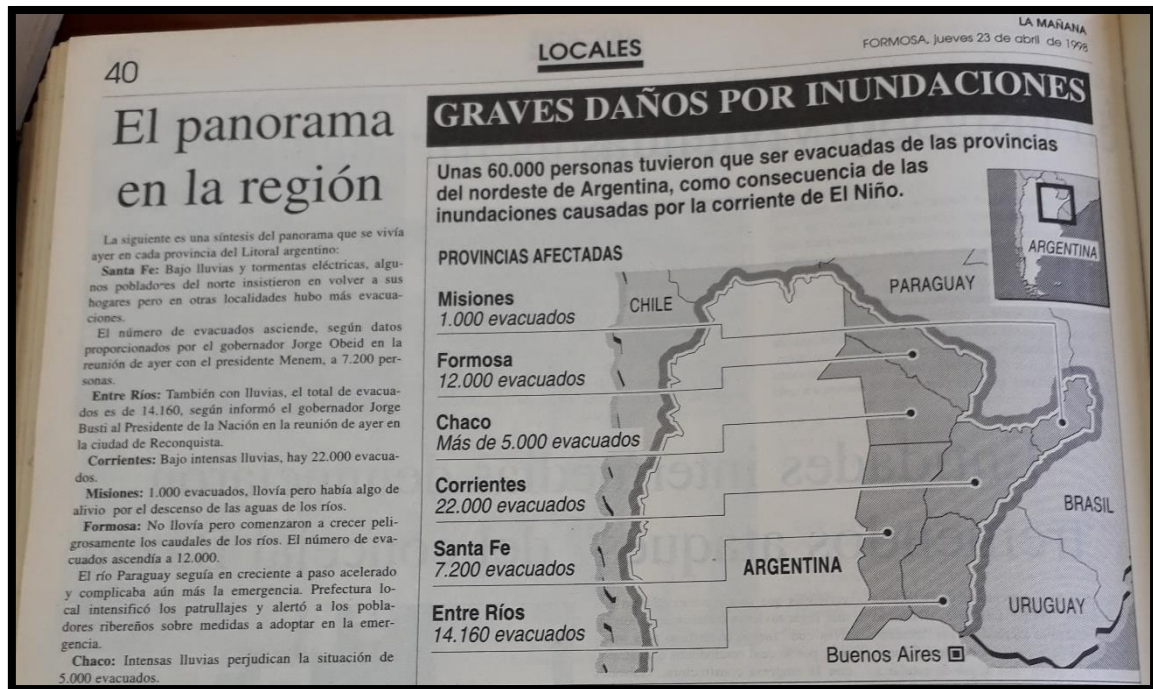 40
LOCALES
LA MAÑANA
FORMOSA, jueves 23 de abril de 1998
El panorama
en la región
La siguiente es una síntesis del panorama que se vivía
ayer en cada provincia del Litoral argentino:
Santa Fe: Bajo lluvias y tormentas eléctricas, algu-
nos pobladores del norte insistieron en volver a sus
hogares pero en otras localidades hubo más evacua-
ciones.
El número de evacuados asciende, según datos
proporcionados por el gobernador Jorge Obeid en la
reunión de ayer con el presidente Menem, a 7.200 per-
sonas.
Entre Ríos: También con lluvias, el total de evacua-
dos es de 14.160, según informó el gobernador Jorge
Busti al Presidente de la Nación en la reunión de ayer en
la ciudad de Reconquista.
Corrientes: Bajo intensas lluvias, hay 22.000 evacua-
dos.
Misiones: 1.000 evacuados, llovía pero había algo de
alivio por el descenso de las aguas de los ríos.
Formosa: No llovía pero comenzaron a crecer peli-
grosamente los caudales de los ríos. El número de eva-
cuados ascendía a 12.000.
El río Paraguay seguía en creciente a paso acelerado
y complicaba aún más la emergencia. Prefectura lo-
cal intensificó los patrullajes y alertó a los pobla-
dores ribereños sobre medidas a adoptar en la emer-
gencia.
Chaco: Intensas lluvias perjudican la situación de
5.000 evacuados.
GRAVES DAÑOS POR INUNDACIONES
Unas 60.000 personas tuvieron que ser evacuadas de las provincias
del nordeste de Argentina, como consecuencia de las
inundaciones causadas por la corriente de El Niño.
PROVINCIAS AFECTADAS
Misiones
1.000 evacuados
Formosa
12.000 evacuados
Chaco
Más de 5.000 evacuados
Corrientes
22.000 evacuados
Santa Fe
7.200 evacuados
Entre Ríos
14.160 evacuados
CHILE
PARAGUAY
ARGENTINA
BRASIL
ARGENTINA
URUGUAY
Buenos Aires